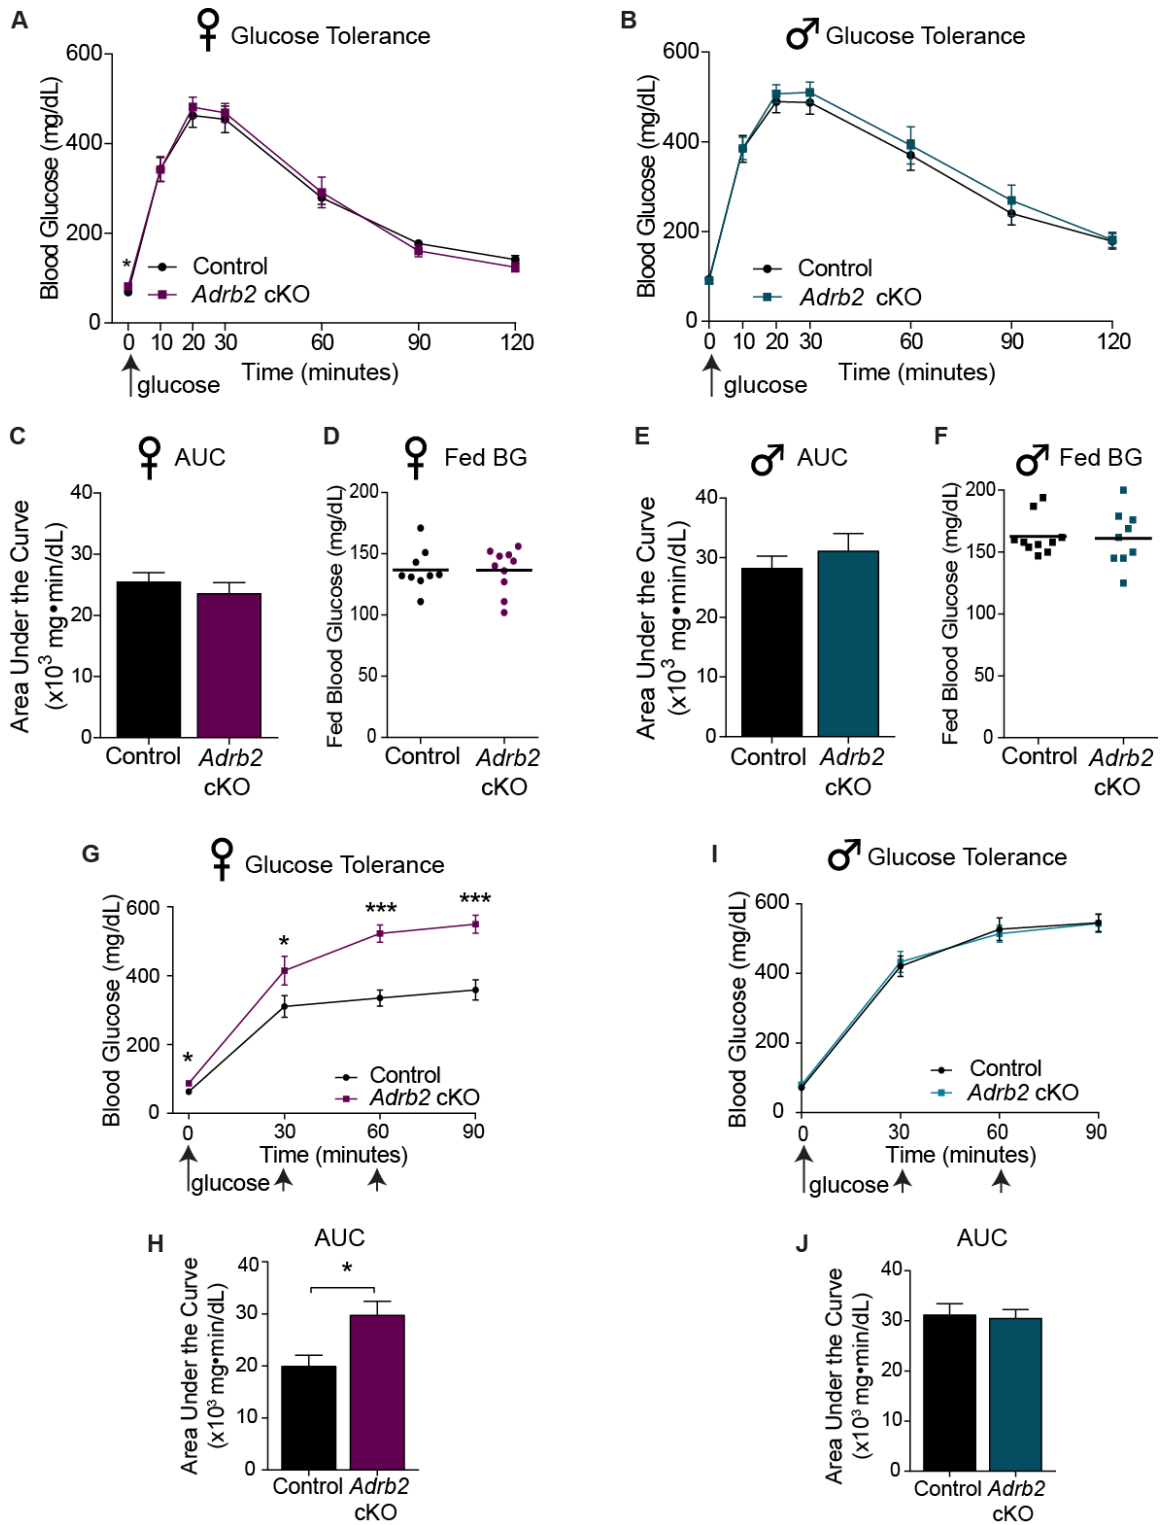 A
♀ Glucose Tolerance
Blood Glucose (mg/dL)
600
400
200
0
*
Control
Adrb2 cKO
0 10 20 30 60 90 120
Time (minutes)
glucose
B
♂ Glucose Tolerance
Blood Glucose (mg/dL)
600
400
200
0
Control
Adrb2 cKO
0 10 20 30 60 90 120
Time (minutes)
glucose
C
♀ AUC
Area Under the Curve
(x10³ mg•min/dL)
40
30
20
10
0
Control Adrb2
cKO
D
♀ Fed BG
Fed Blood Glucose (mg/dL)
200
150
100
50
0
Control Adrb2
cKO
E
♂ AUC
Area Under the Curve
(x10³ mg•min/dL)
40
30
20
10
0
Control Adrb2
cKO
F
♂ Fed BG
Fed Blood Glucose (mg/dL)
200
150
100
50
0
Control Adrb2
cKO
G
♀ Glucose Tolerance
Blood Glucose (mg/dL)
600
400
200
0
* * *** ***
Control
Adrb2 cKO
0 30 60 90
Time (minutes)
glucose
I
♂ Glucose Tolerance
Blood Glucose (mg/dL)
600
400
200
0
Control
Adrb2 cKO
0 30 60 90
Time (minutes)
glucose
H
AUC
Area Under the Curve
(x10³ mg•min/dL)
40
30
20
10
0
*
Control Adrb2
cKO
J
AUC
Area Under the Curve
(x10³ mg•min/dL)
40
30
20
10
0
Control Adrb2
cKO